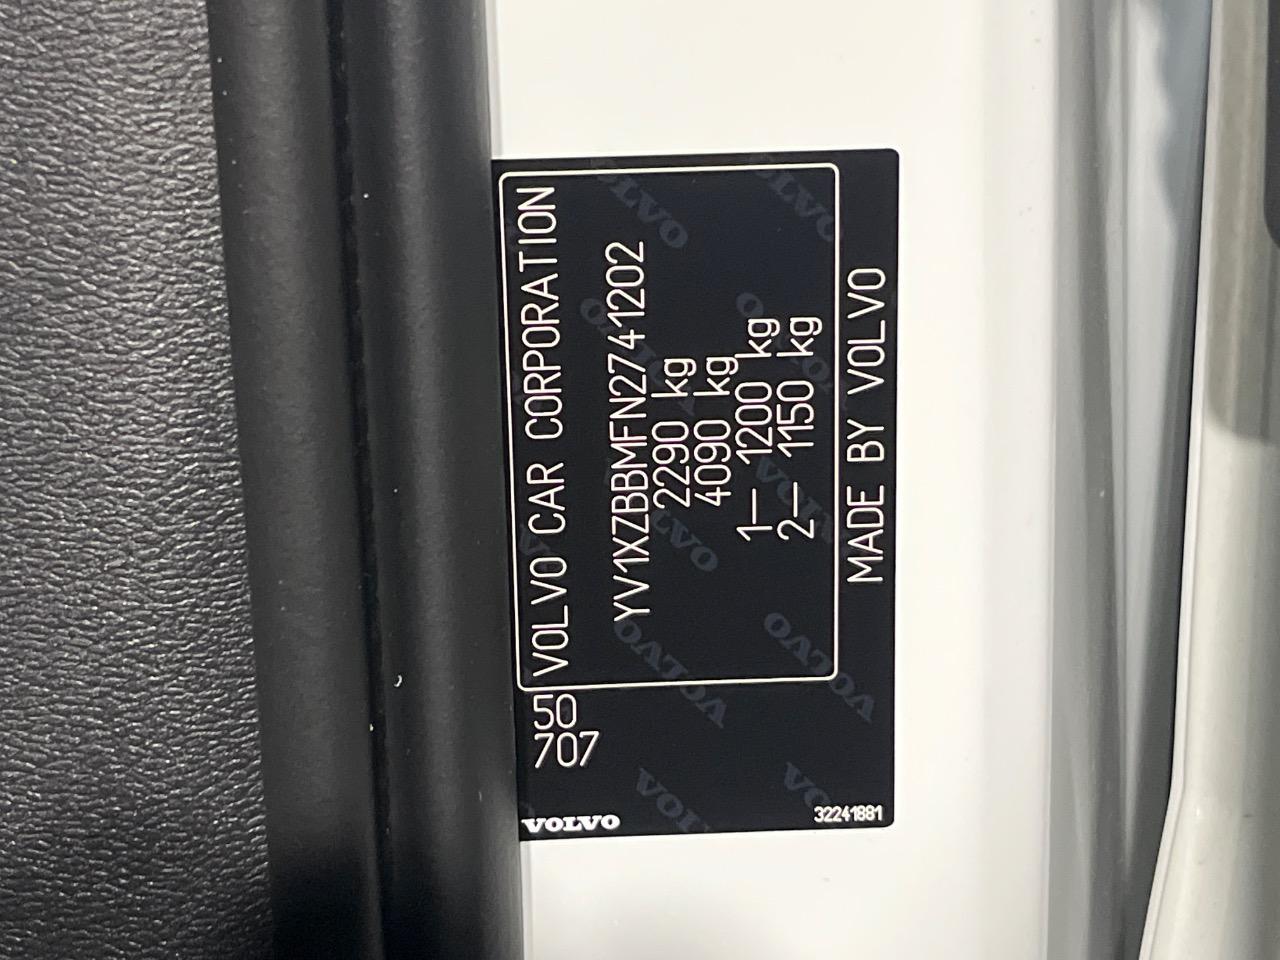 VOLVO CAR CORPORATION
YV1XZBBMFN2741202
2290 kg
4090 kg
1— 1200 kg
2— 1150 kg
MADE BY VOLVO
50
707
VOLVO
32241881